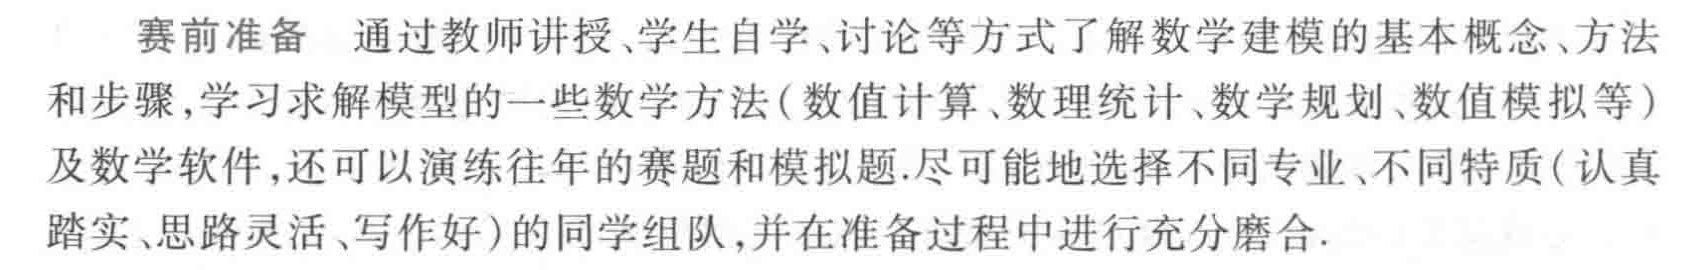 赛前准备 通过教师讲授、学生自学、讨论等方式了解数学建模的基本概念、方法
和步骤,学习求解模型的一些数学方法(数值计算、数理统计、数学规划、数值模拟等)
及数学软件,还可以演练往年的赛题和模拟题.尽可能地选择不同专业、不同特质(认真
踏实、思路灵活、写作好)的同学组队,并在准备过程中进行充分磨合.